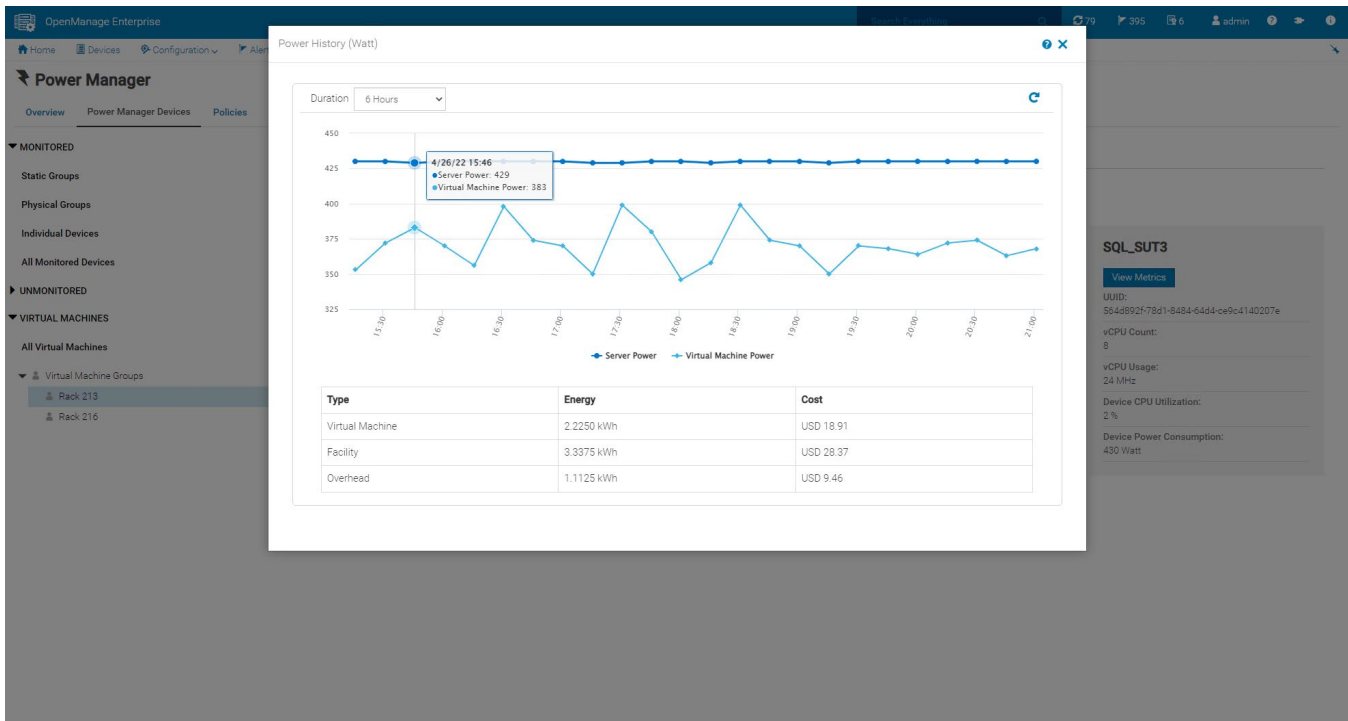 OpenManage Enterprise
Search Everything
79
395
6
admin
Home
Devices
Configuration
Aler
Power Manager
Overview
Power Manager Devices
Policies
MONITORED
Static Groups
Physical Groups
Individual Devices
All Monitored Devices
UNMONITORED
VIRTUAL MACHINES
All Virtual Machines
Virtual Machine Groups
Rack 213
Rack 216
Power History (Watt)
Duration
6 Hours
450
425
400
375
350
325
4/26/22 15:46
Server Power: 429
Virtual Machine Power: 383
15:30
16:00
16:30
17:00
17:30
18:00
18:30
19:00
19:30
20:00
20:30
21:00
Server Power
Virtual Machine Power
Type Energy Cost
Virtual Machine 2.2250 kWh USD 18.91
Facility 3.3375 kWh USD 28.37
Overhead 1.1125 kWh USD 9.46
SQL_SUT3
View Metrics
UUID:
564d892f-78d1-8484-64d4-ce9c4140207e
vCPU Count:
8
vCPU Usage:
24 MHz
Device CPU Utilization:
2 %
Device Power Consumption:
430 Watt